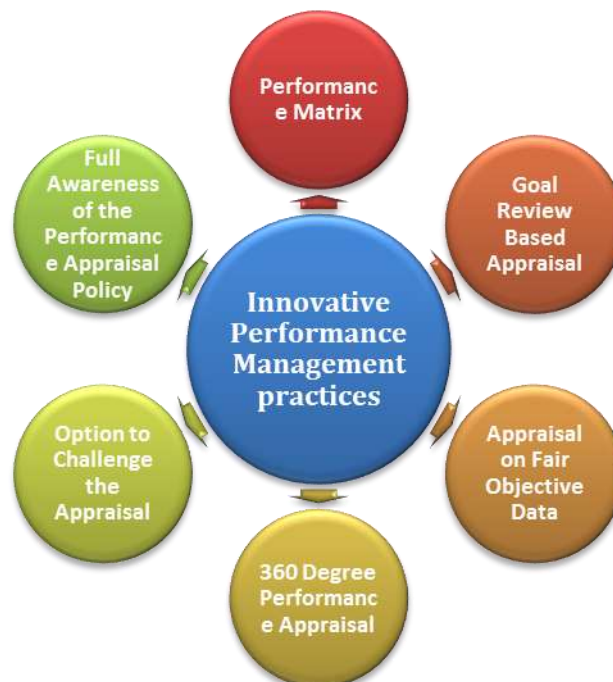 Performanc
e Matrix
Full
Awareness
of the
Performanc
e Appraisal
Policy
Goal
Review
Based
Appraisal
Innovative
Performance
Management
practices
Option to
Challenge
the
Appraisal
Appraisal
on Fair
Objective
Data
360 Degree
Performanc
e Appraisal